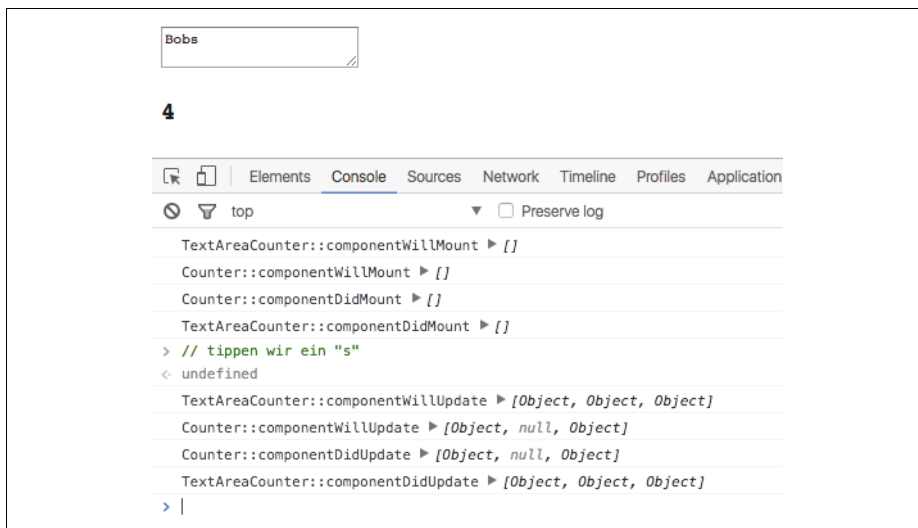 Bobs
4
Elements Console Sources Network Timeline Profiles Application
top ▼ Preserve log
TextAreaCounter::componentWillMount ▶ []
Counter::componentWillMount ▶ []
Counter::componentDidMount ▶ []
TextAreaCounter::componentDidMount ▶ []
> // tippen wir ein "s"
<· undefined
TextAreaCounter::componentWillUpdate ▶ [Object, Object, Object]
Counter::componentWillUpdate ▶ [Object, null, Object]
Counter::componentDidUpdate ▶ [Object, null, Object]
TextAreaCounter::componentDidUpdate ▶ [Object, Object, Object]
>